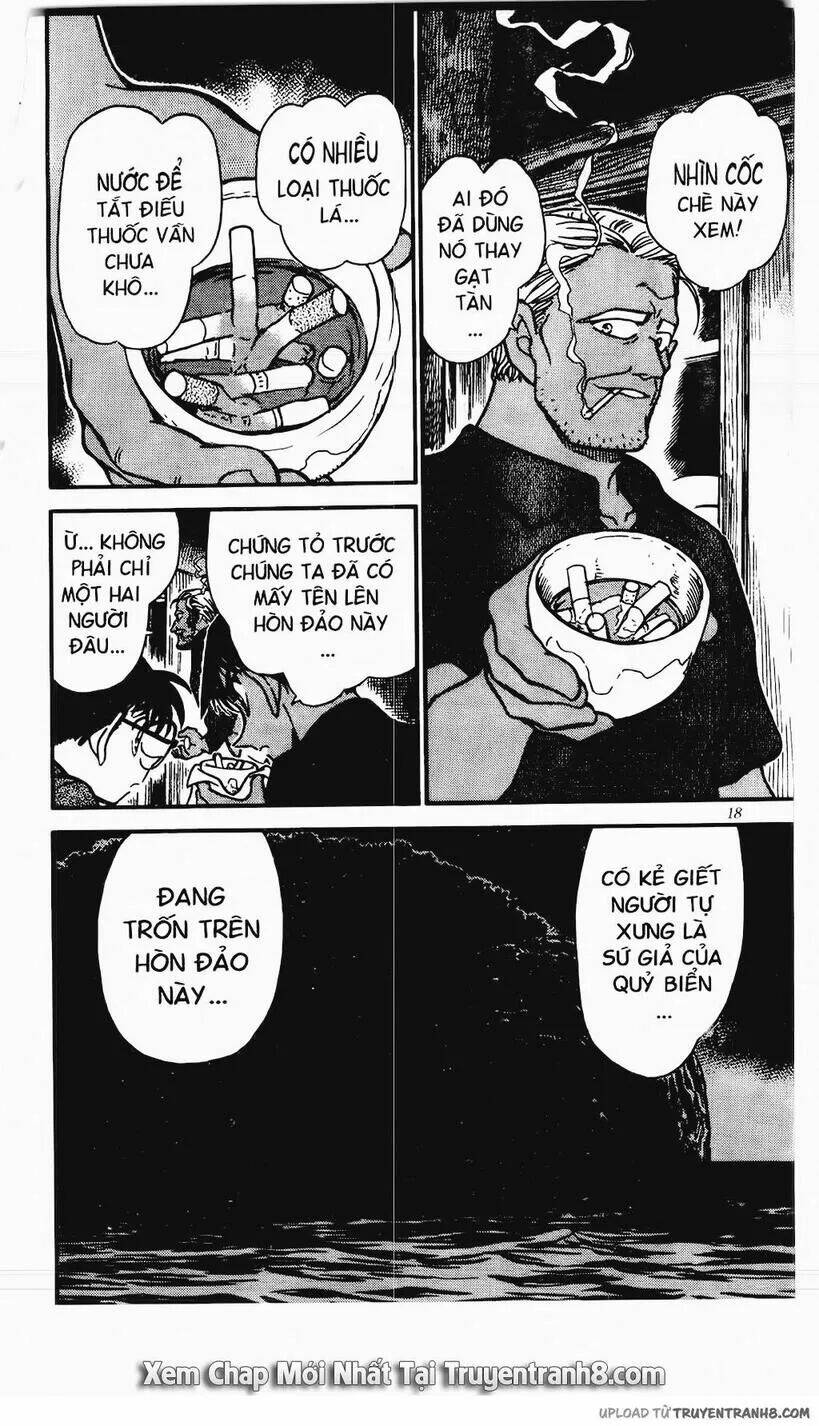 NHÌN CỐC
CHÈ NÀY
XEM!
AI ĐÓ
ĐÃ DÙNG
NÓ THAY
GẠT
TÀN
...
CÓ NHIỀU
LOẠI THUỐC
LÁ...
NƯỚC ĐỂ
TẮT ĐIẾU
THUỐC VẪN
CHƯA
KHÔ...
CHỨNG TỎ TRƯỚC
CHÚNG TA ĐÃ CÓ
MẤY TÊN LÊN
HÒN ĐẢO NÀY
...
Ừ... KHÔNG
PHẢI CHỈ
MỘT HAI
NGƯỜI
ĐÂU...
18
CÓ KẺ GIẾT
NGƯỜI TỰ
XƯNG LÀ
SỨ GIẢ CỦA
QUỶ BIỂN
...
ĐANG
TRỐN TRÊN
HÒN ĐẢO
NÀY...
Xem Chap Mới Nhất Tại Truyentranh8.com
UPLOAD TỪ TRUYENTRANH8.COM